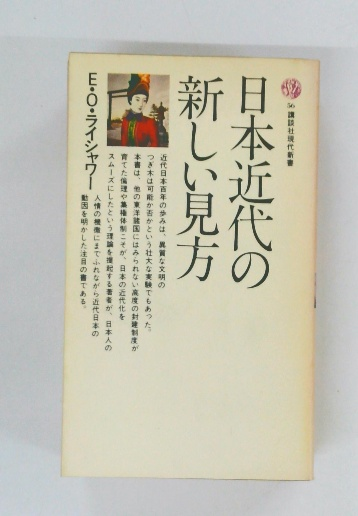 56 講談社現代新書
日本近代の
新しい見方
E・O・ライシャワー
近代日本百年の歩みは、異質な文明の
つぎ木は可能か否かという壮大な実験でもあった。
本書は、他の東洋諸国にはみられない高度の封建制度が
育てた倫理や集権体制こそが、日本の近代化を
スムーズにしたという理論を提起する著者が、日本人の
人情の機微にまでふれながら近代日本の
動因を明かした注目の書である。